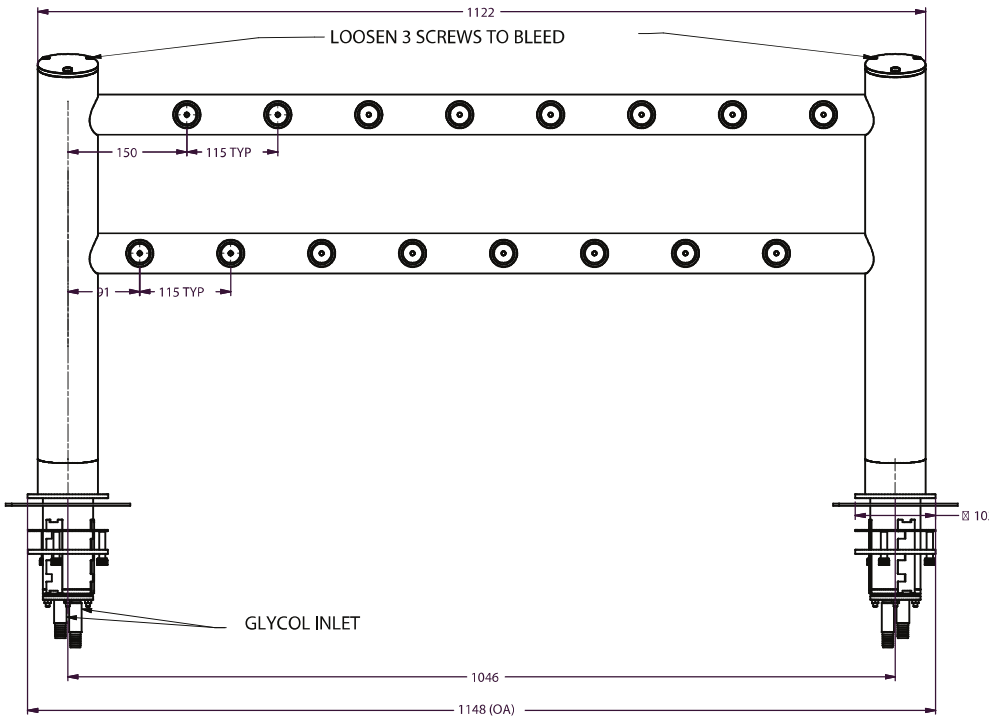 1122
LOOSEN 3 SCREWS TO BLEED
150
115 TYP
91
115 TYP
GLYCOL INLET
1046
1148 (OA)